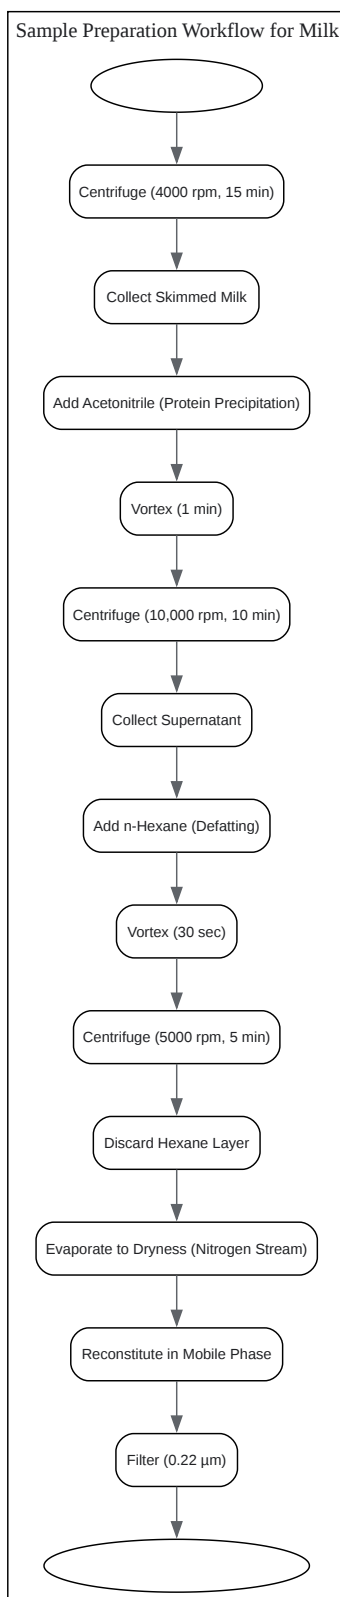 Sample Preparation Workflow for Milk
Centrifuge (4000 rpm, 15 min)
Collect Skimmed Milk
Add Acetonitrile (Protein Precipitation)
Vortex (1 min)
Centrifuge (10,000 rpm, 10 min)
Collect Supernatant
Add n-Hexane (Defatting)
Vortex (30 sec)
Centrifuge (5000 rpm, 5 min)
Discard Hexane Layer
Evaporate to Dryness (Nitrogen Stream)
Reconstitute in Mobile Phase
Filter (0.22 µm)